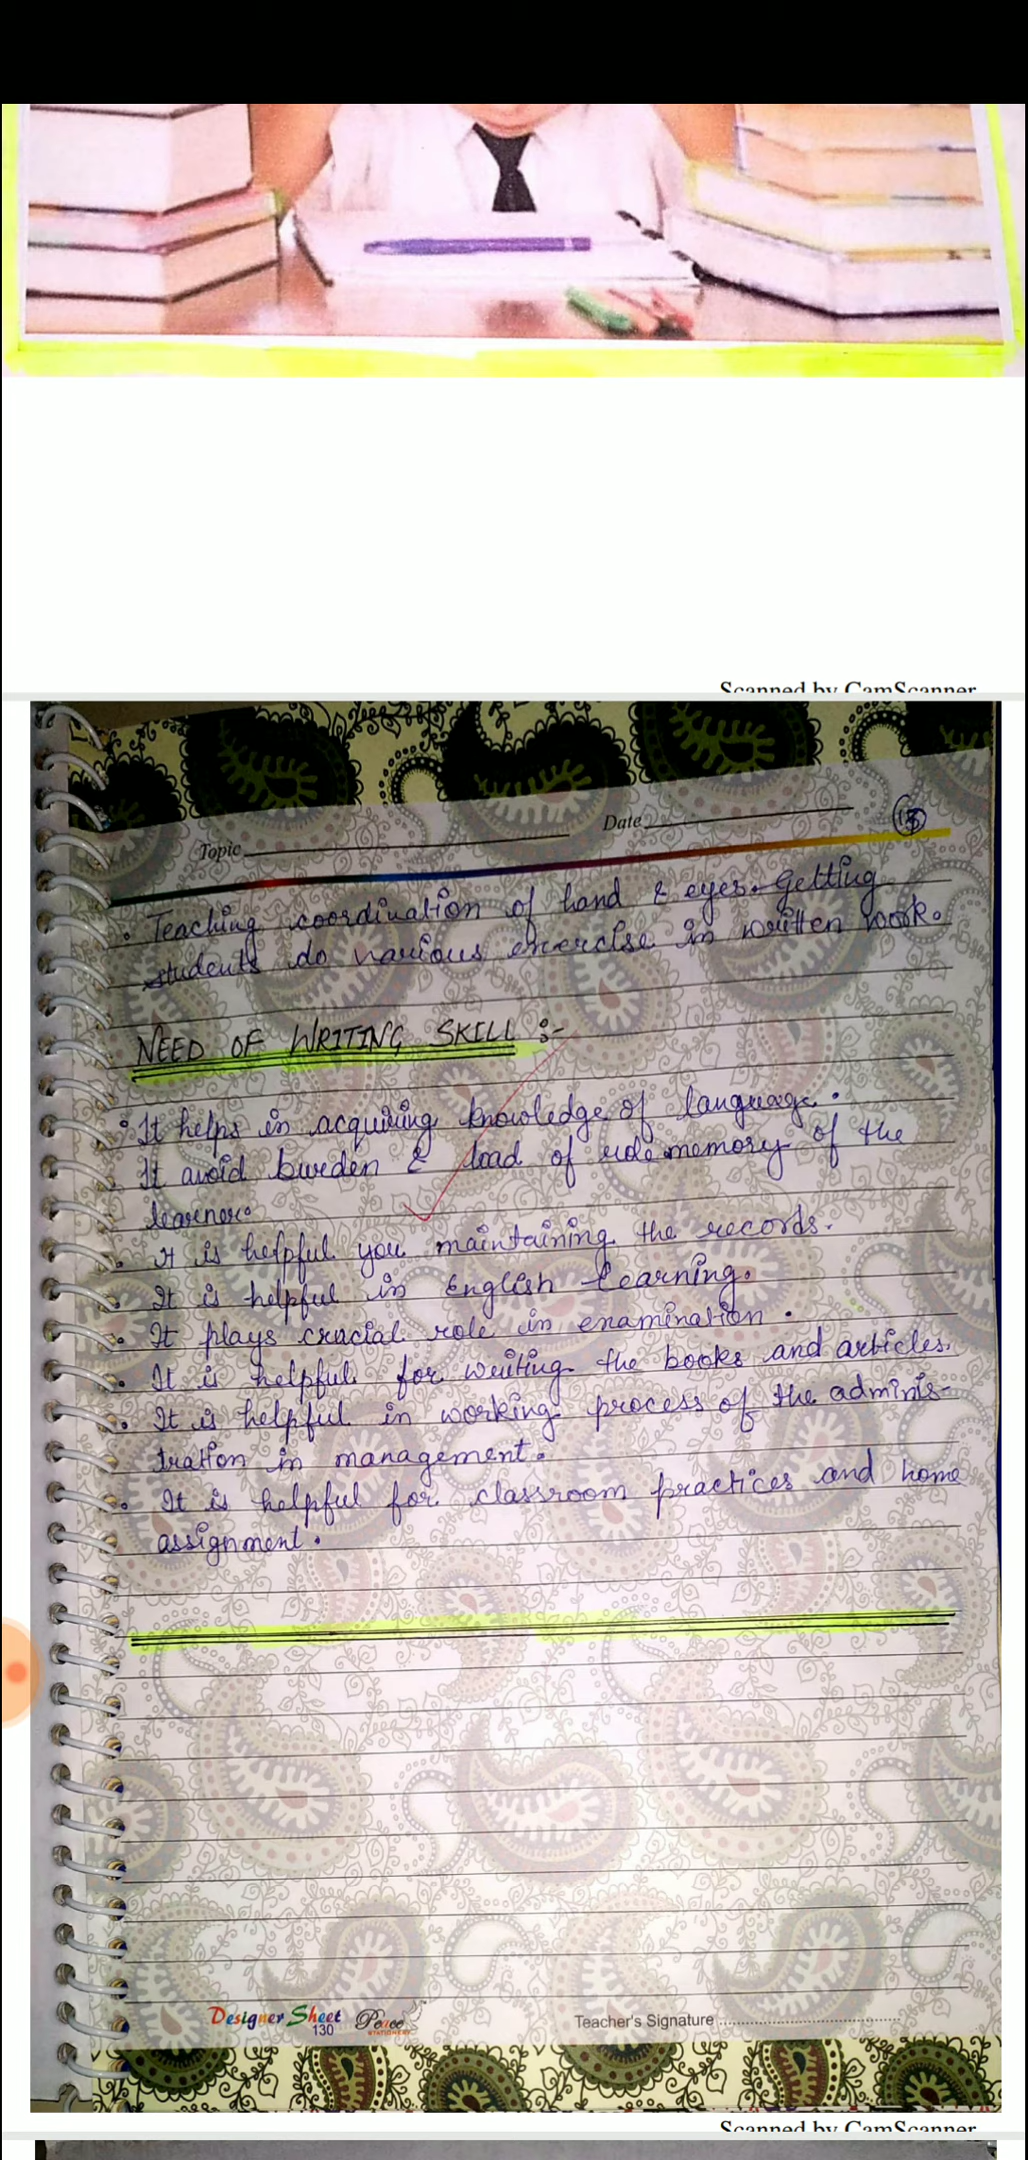 Scanned by CamScanner
Topic
Date
• Teaching coordination of hand & eyes. Getting
students do various exercise in written work.
NEED OF WRITING SKILL :-
• It helps in acquiring knowledge of language.
• It avoid burden & load of memory of the
learner.
• It is helpful you maintaining the records.
• It is helpful in English learning.
• It plays crucial role in examination.
• It is helpful for writing the books and articles.
• It is helpful in working process of the adminis-
tration in management.
• It is helpful for classroom practices and home
assignment.
Designer Sheet
130
Peace
STATIONERY
Teacher's Signature
Scanned by CamScanner